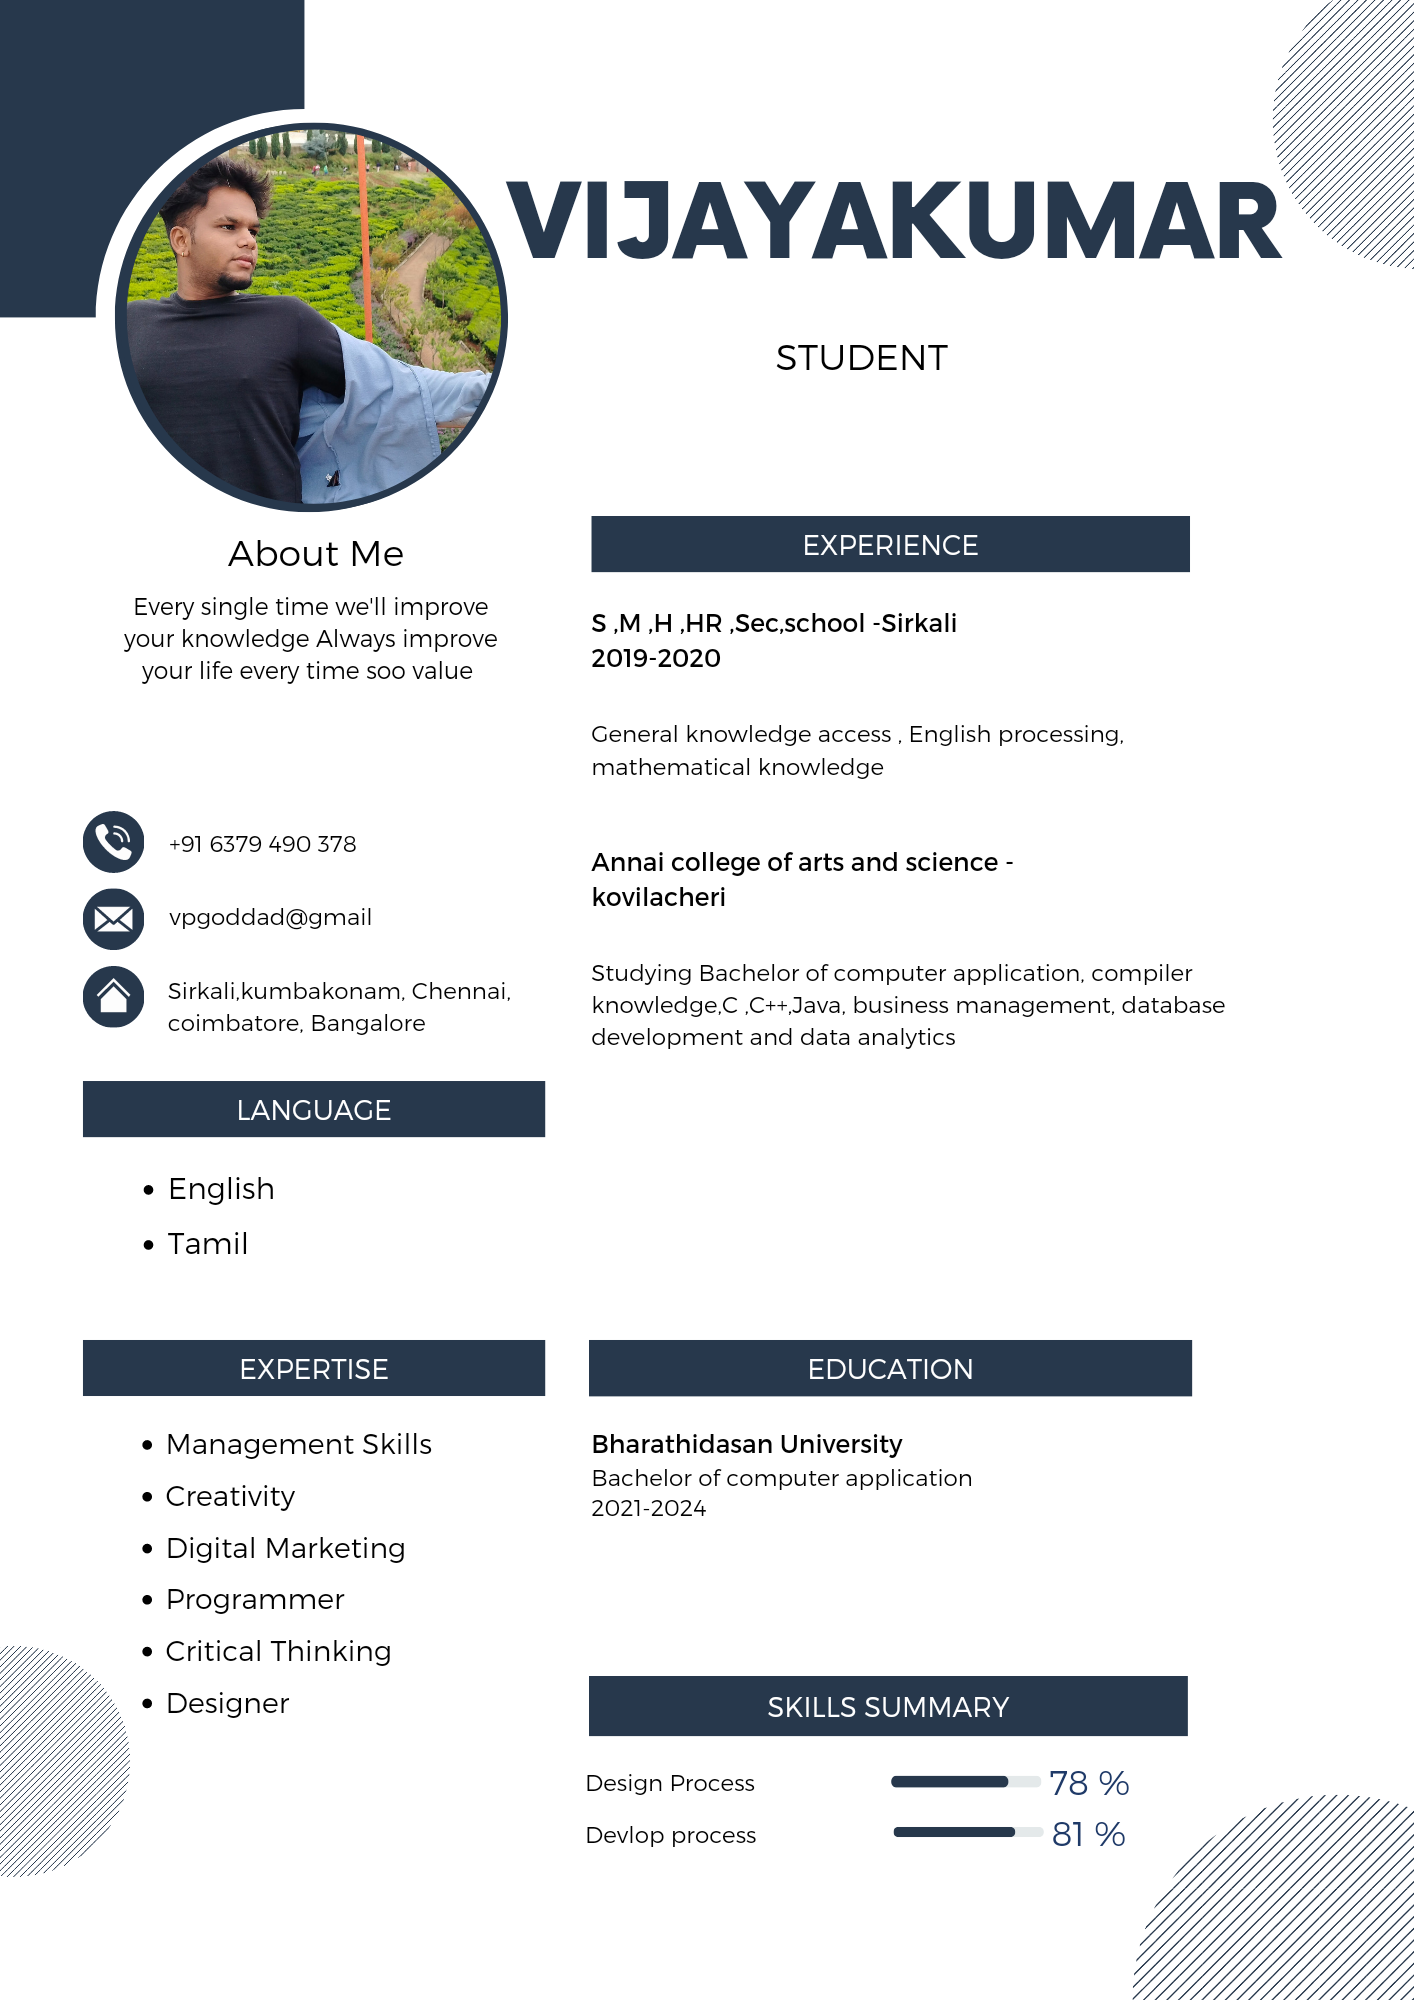 VIJAYAKUMAR
STUDENT
About Me
Every single time we'll improve
your knowledge Always improve
your life every time soo value
+91 6379 490 378
vpgoddad@gmail
Sirkali,kumbakonam, Chennai,
coimbatore, Bangalore
LANGUAGE
• English
• Tamil
EXPERTISE
• Management Skills
• Creativity
• Digital Marketing
• Programmer
• Critical Thinking
• Designer
EXPERIENCE
S ,M ,H ,HR ,Sec,school -Sirkali
2019-2020
General knowledge access , English processing,
mathematical knowledge
Annai college of arts and science -
kovilacheri
Studying Bachelor of computer application, compiler
knowledge,C ,C++,Java, business management, database
development and data analytics
EDUCATION
Bharathidasan University
Bachelor of computer application
2021-2024
SKILLS SUMMARY
Design Process 78 %
Devlop process 81 %